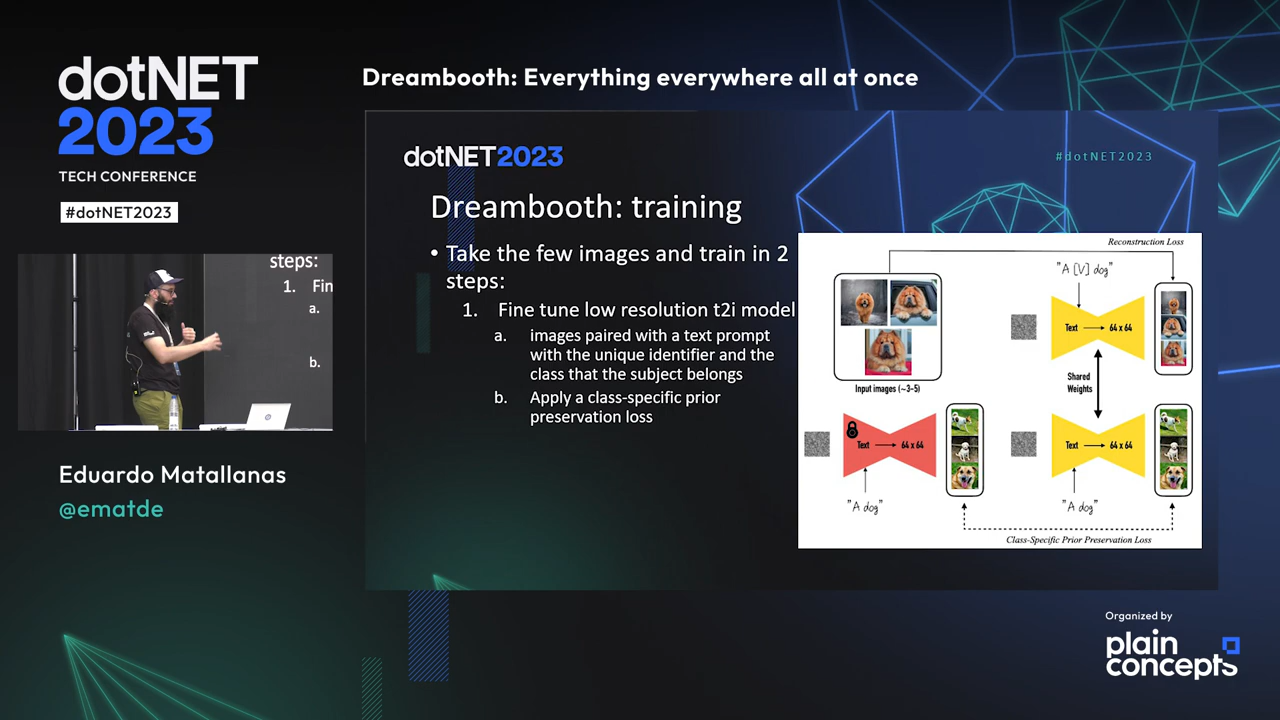 dotNET
2023
TECH CONFERENCE
#dotNET2023
Dreambooth: Everything everywhere all at once
dotNET2023
#dotNET2023
Dreambooth: training
• Take the few images and train in 2
steps:
1. Fine tune low resolution t2i model
a. images paired with a text prompt
with the unique identifier and the
class that the subject belongs
b. Apply a class-specific prior
preservation loss
Reconstruction Loss
"A [V] dog"
Text → 64 x 64
Input images (~3-5)
Shared
Weights
Text → 64 x 64
Text → 64 x 64
"A dog"
"A dog"
Class-Specific Prior Preservation Loss
steps:
1. Fin
a.
b.
Eduardo Matallanas
@ematde
Organized by
plain
concepts